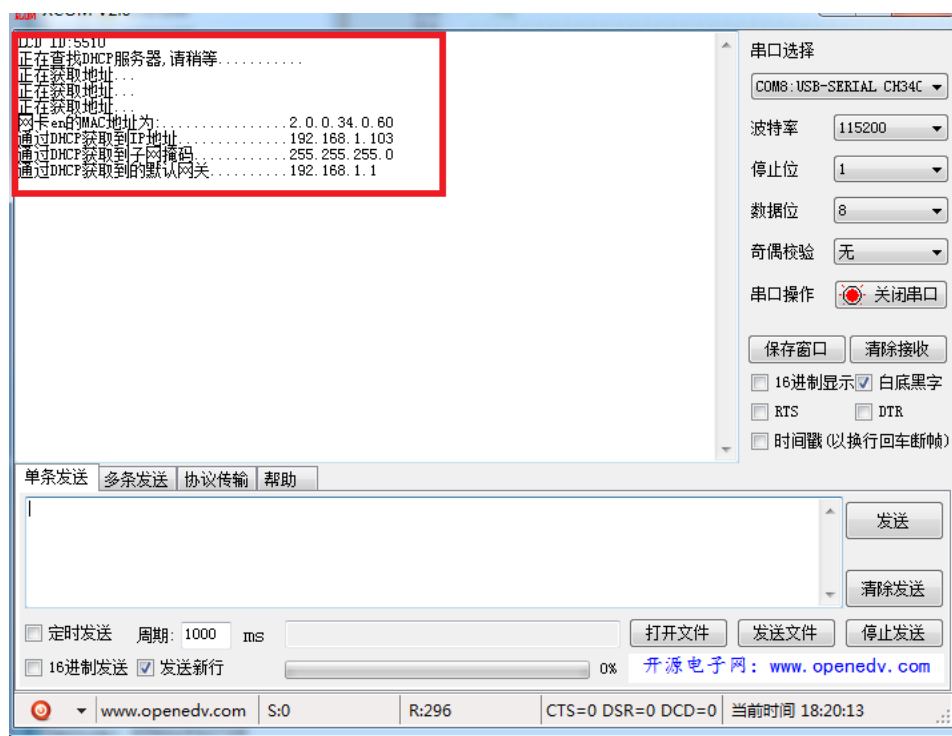 XCOM V2.0
LCD ID:5510
正在查找DHCP服务器,请稍等...........
正在获取地址...
正在获取地址...
正在获取地址...
网卡en的MAC地址为:................2.0.0.34.0.60
通过DHCP获取到IP地址..............192.168.1.103
通过DHCP获取到子网掩码............255.255.255.0
通过DHCP获取到的默认网关..........192.168.1.1
串口选择
COM8:USB-SERIAL CH34C
波特率 115200
停止位 1
数据位 8
奇偶校验 无
串口操作 关闭串口
保存窗口 清除接收
16进制显示 白底黑字
RTS DTR
时间戳(以换行回车断帧)
单条发送 多条发送 协议传输 帮助
发送
清除发送
定时发送 周期: 1000 ms 打开文件 发送文件 停止发送
16进制发送 发送新行 0% 开源电子网: www.openedv.com
www.openedv.com S:0 R:296 CTS=0 DSR=0 DCD=0 当前时间 18:20:13